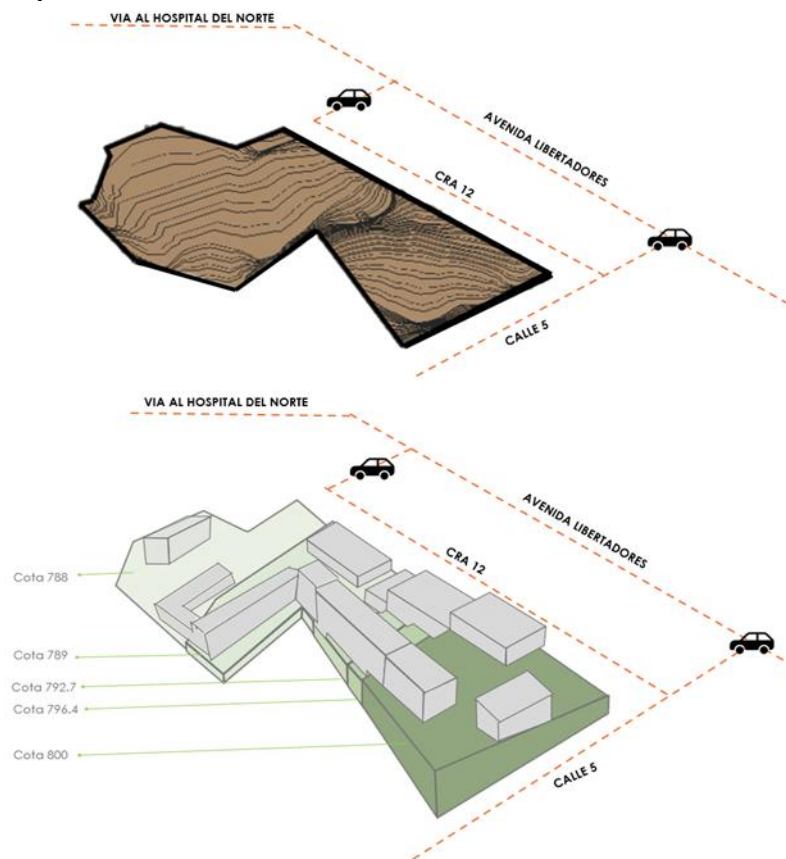 VIA AL HOSPITAL DEL NORTE
AVENIDA LIBERTADORES
CRA 12
CALLE 5
VIA AL HOSPITAL DEL NORTE
AVENIDA LIBERTADORES
CRA 12
Cota 788
Cota 789
Cota 792.7
Cota 796.4
Cota 800
CALLE 5